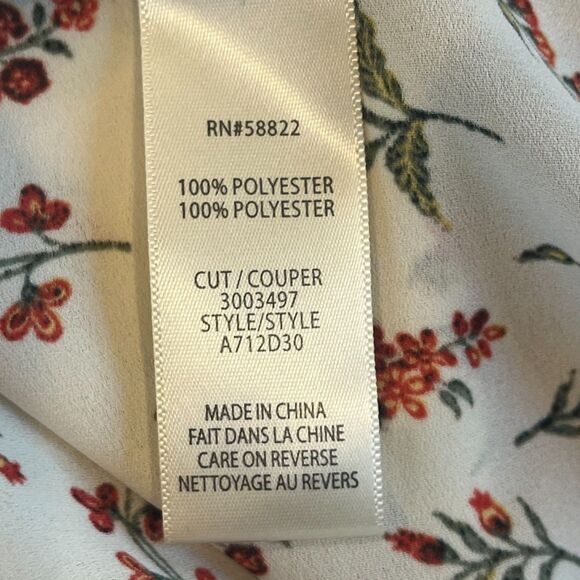 RN#58822
100% POLYESTER
100% POLYESTER
CUT / COUPER
3003497
STYLE/STYLE
A712D30
MADE IN CHINA
FAIT DANS LA CHINE
CARE ON REVERSE
NETTOYAGE AU REVERS